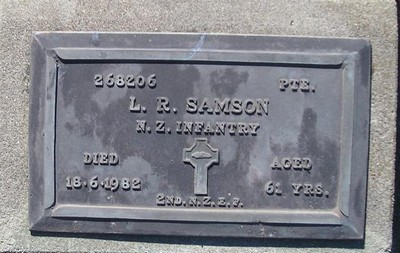 268206 PTE.
L. R. SAMSON
N. Z. INFANTRY
DIED AGED
18.6.1982 61 YRS.
2ND. N.Z.E.F.